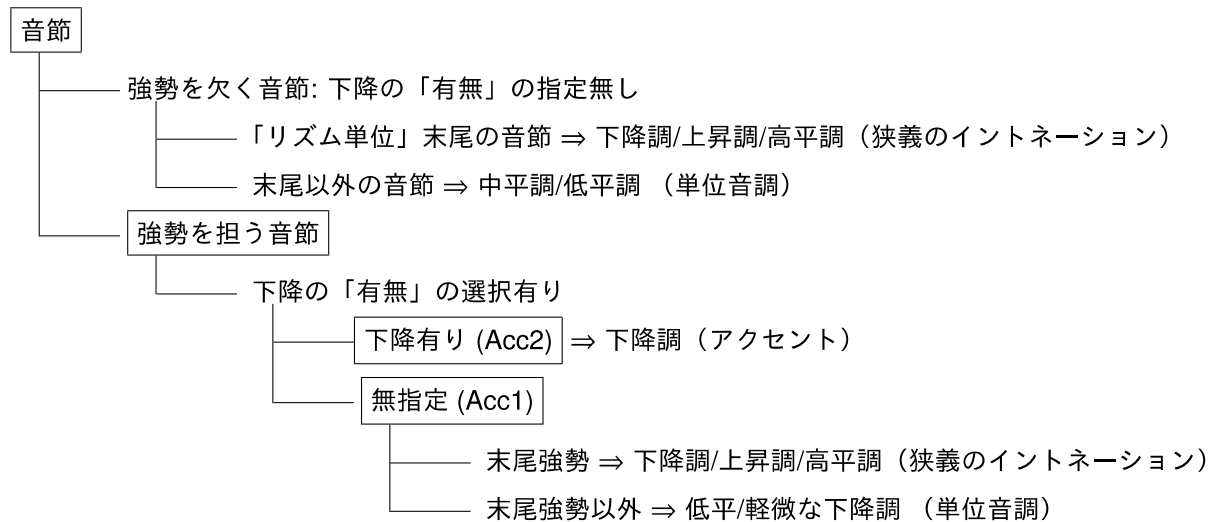 音節
強勢を欠く音節: 下降の「有無」の指定無し
「リズム単位」末尾の音節 ⇒ 下降調/上昇調/高平調（狭義のイントネーション）
末尾以外の音節 ⇒ 中平調/低平調 （単位音調）
強勢を担う音節
下降の「有無」の選択有り
下降有り (Acc2) ⇒ 下降調（アクセント）
無指定 (Acc1)
末尾強勢 ⇒ 下降調/上昇調/高平調（狭義のイントネーション）
末尾強勢以外 ⇒ 低平/軽微な下降調 （単位音調）